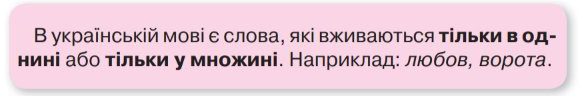 В українській мові є слова, які вживаються тільки в од-
нині або тільки у множині. Наприклад: любов, ворота.